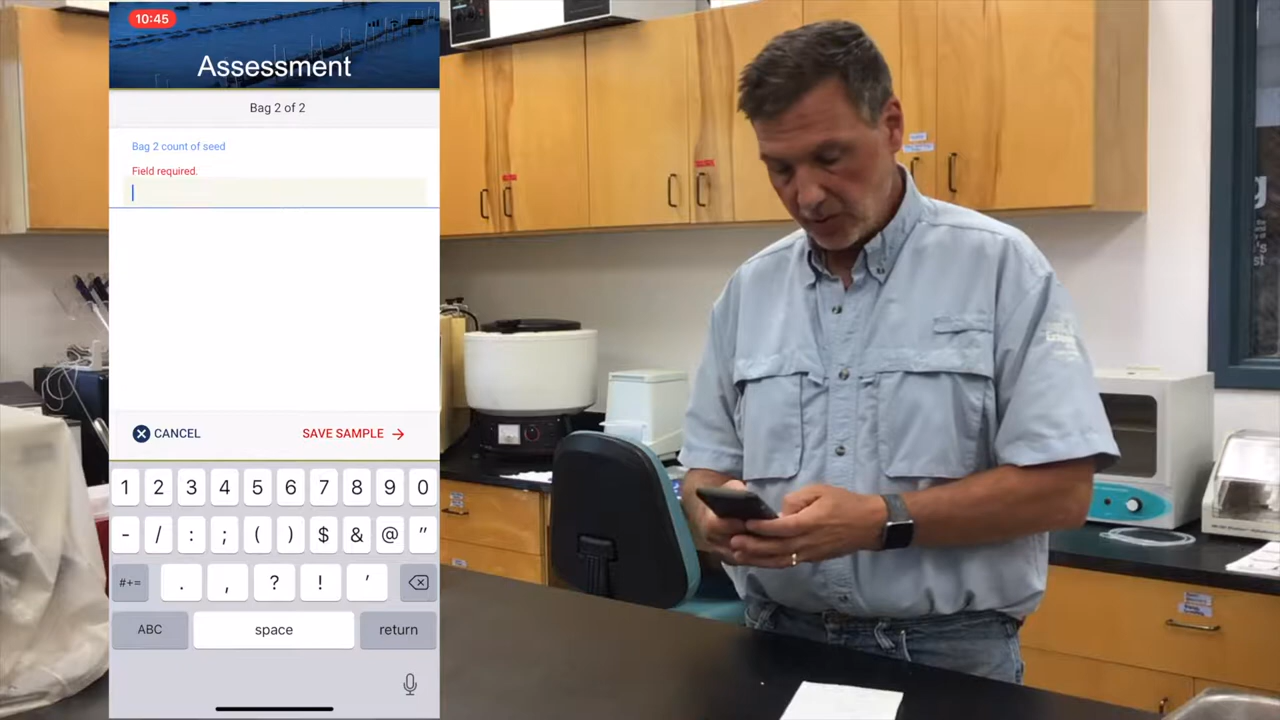 10:45
Assessment
Bag 2 of 2
Bag 2 count of seed
Field required.
CANCEL
SAVE SAMPLE
1 2 3 4 5 6 7 8 9 0
- / : ; ( ) $ & @ "
#+= . , ? ! '
ABC space return